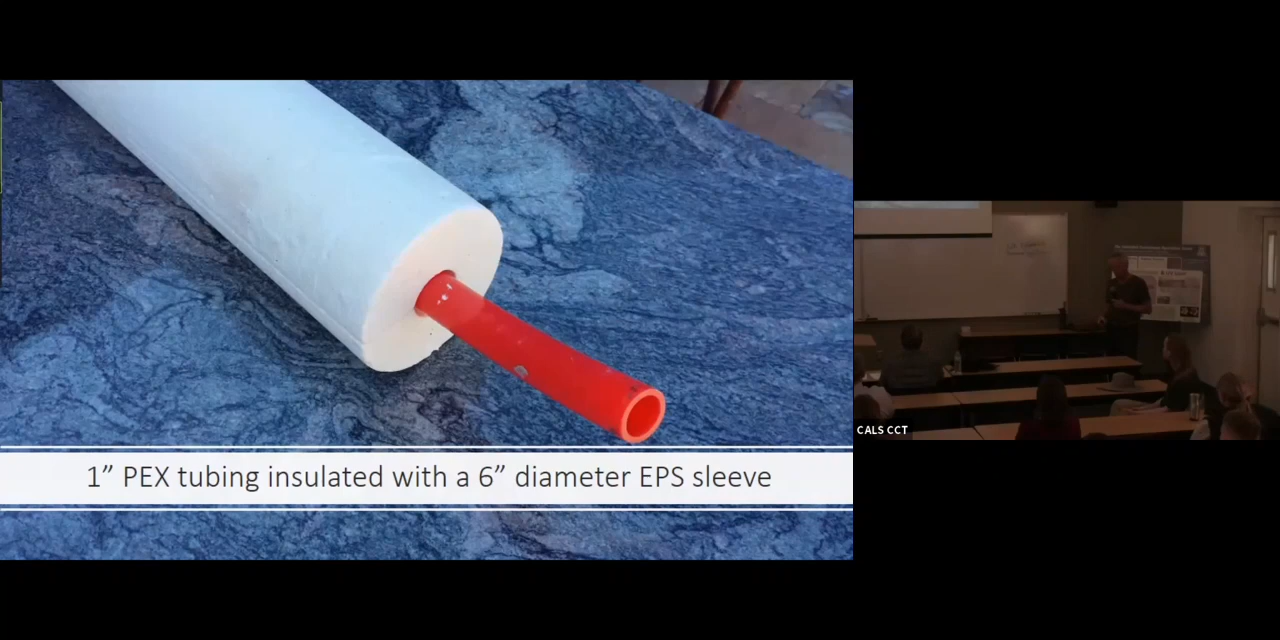 1” PEX tubing insulated with a 6” diameter EPS sleeve
CALS CCT